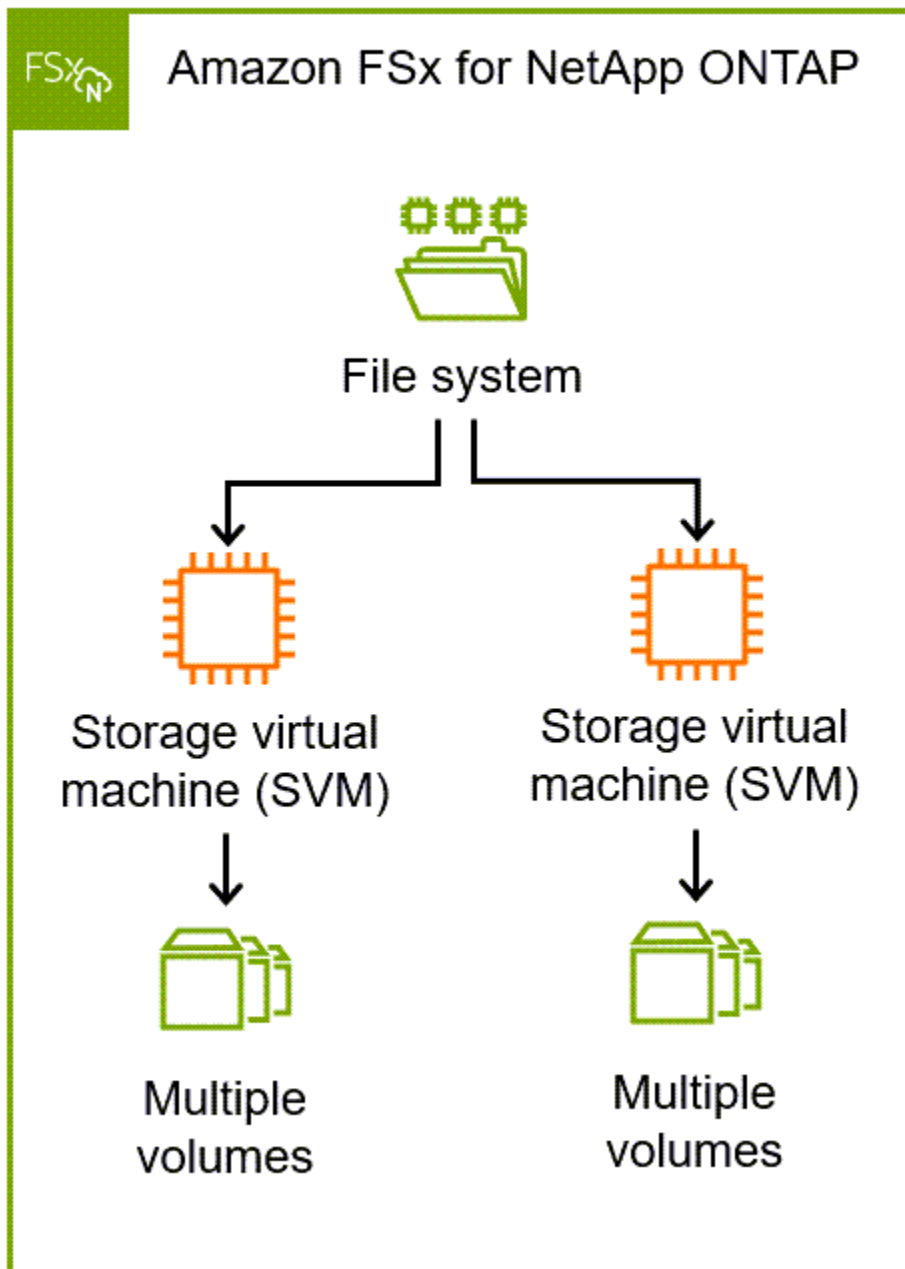 FSx
N
Amazon FSx for NetApp ONTAP
File system
Storage virtual
machine (SVM)
Storage virtual
machine (SVM)
Multiple
volumes
Multiple
volumes